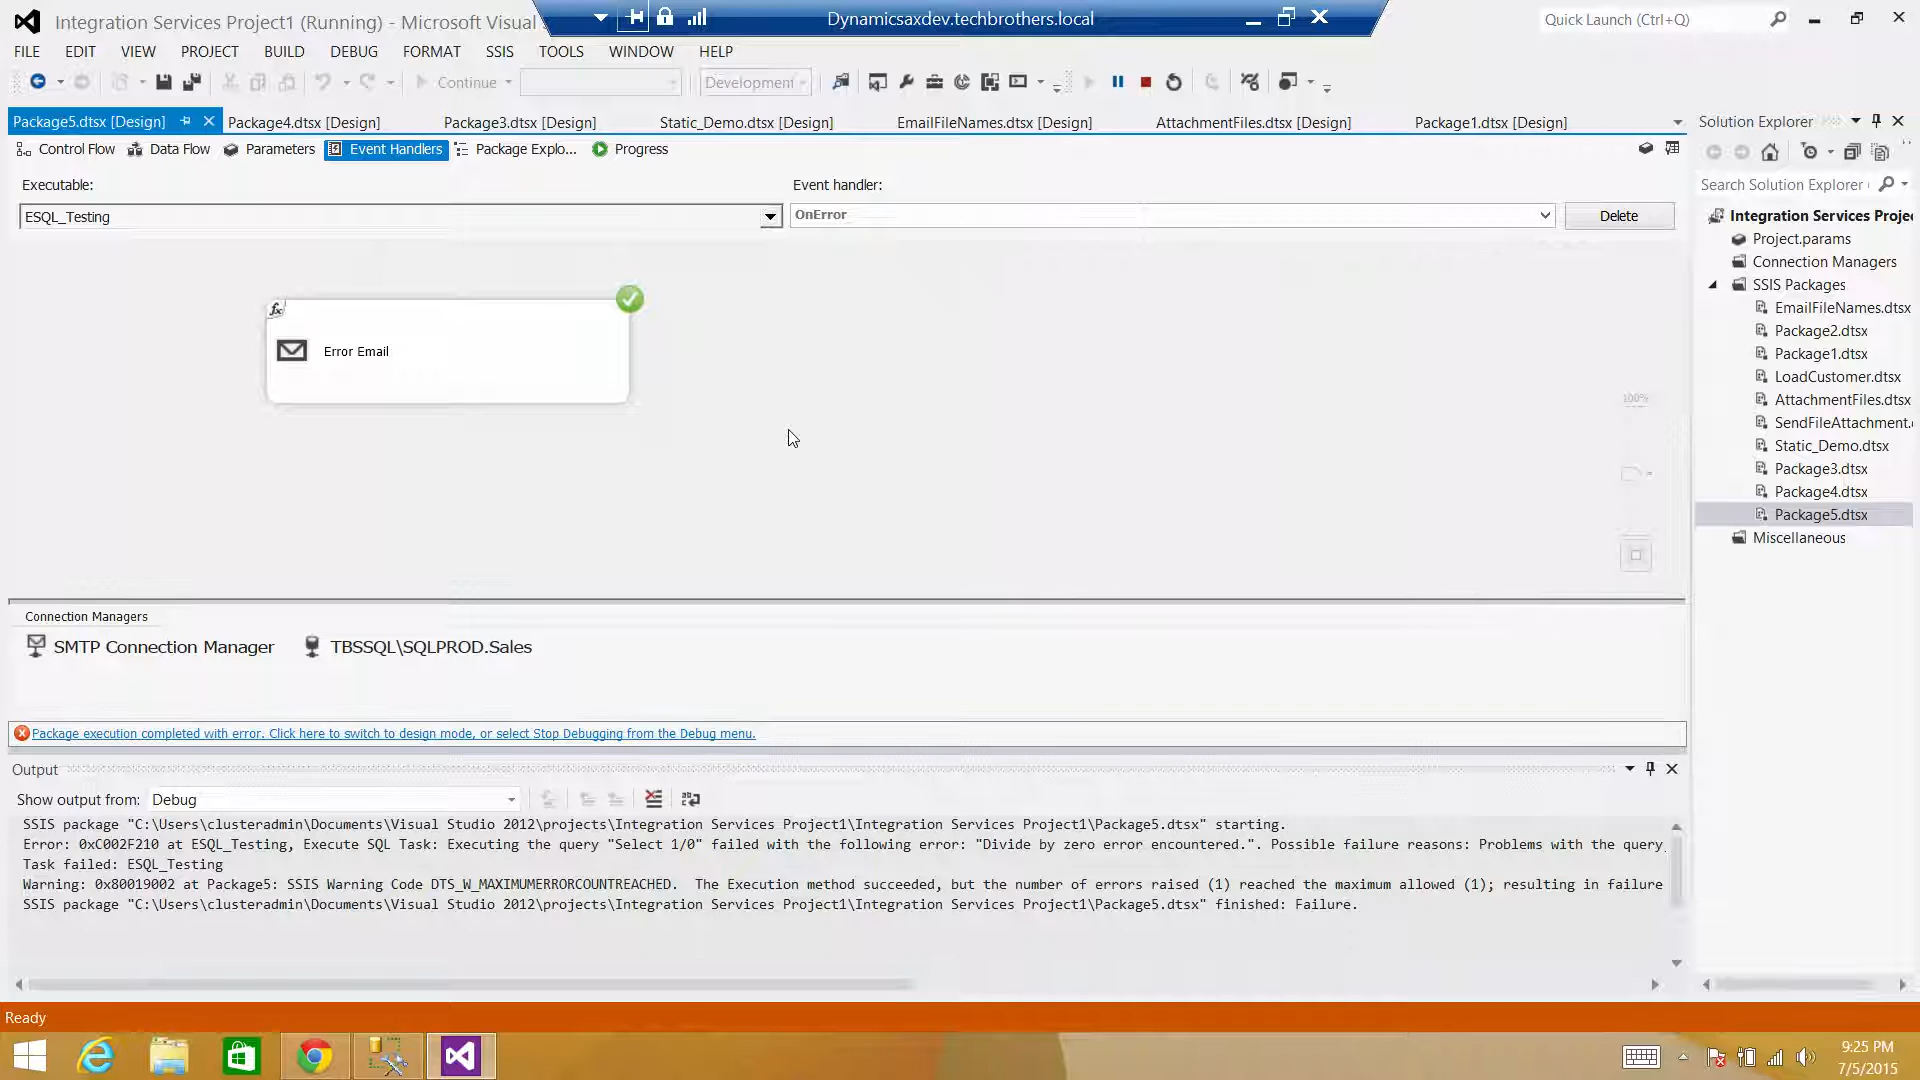 Integration Services Project1 (Running) - Microsoft Visual
Dynamicsaxdev.techbrothers.local
Quick Launch (Ctrl+Q)
FILE EDIT VIEW PROJECT BUILD DEBUG FORMAT SSIS TOOLS WINDOW HELP
Continue
Development
Package5.dtsx [Design] Package4.dtsx [Design] Package3.dtsx [Design] Static_Demo.dtsx [Design] EmailFileNames.dtsx [Design] AttachmentFiles.dtsx [Design] Package1.dtsx [Design]
Control Flow Data Flow Parameters Event Handlers Package Explo... Progress
Executable: Event handler:
ESQL_Testing OnError Delete
fx
Error Email
100%
Connection Managers
SMTP Connection Manager TBSSQL\SQLPROD.Sales
Package execution completed with error. Click here to switch to design mode, or select Stop Debugging from the Debug menu.
Output
Show output from: Debug
SSIS package "C:\Users\clusteradmin\Documents\Visual Studio 2012\projects\Integration Services Project1\Integration Services Project1\Package5.dtsx" starting.
Error: 0xC002F210 at ESQL_Testing, Execute SQL Task: Executing the query "Select 1/0" failed with the following error: "Divide by zero error encountered.". Possible failure reasons: Problems with the query,
Task failed: ESQL_Testing
Warning: 0x80019002 at Package5: SSIS Warning Code DTS_W_MAXIMUMERRORCOUNTREACHED.  The Execution method succeeded, but the number of errors raised (1) reached the maximum allowed (1); resulting in failure
SSIS package "C:\Users\clusteradmin\Documents\Visual Studio 2012\projects\Integration Services Project1\Integration Services Project1\Package5.dtsx" finished: Failure.
Solution Explorer
Search Solution Explorer
Integration Services Proje
Project.params
Connection Managers
SSIS Packages
EmailFileNames.dtsx
Package2.dtsx
Package1.dtsx
LoadCustomer.dtsx
AttachmentFiles.dtsx
SendFileAttachment.
Static_Demo.dtsx
Package3.dtsx
Package4.dtsx
Package5.dtsx
Miscellaneous
Ready
9:25 PM
7/5/2015